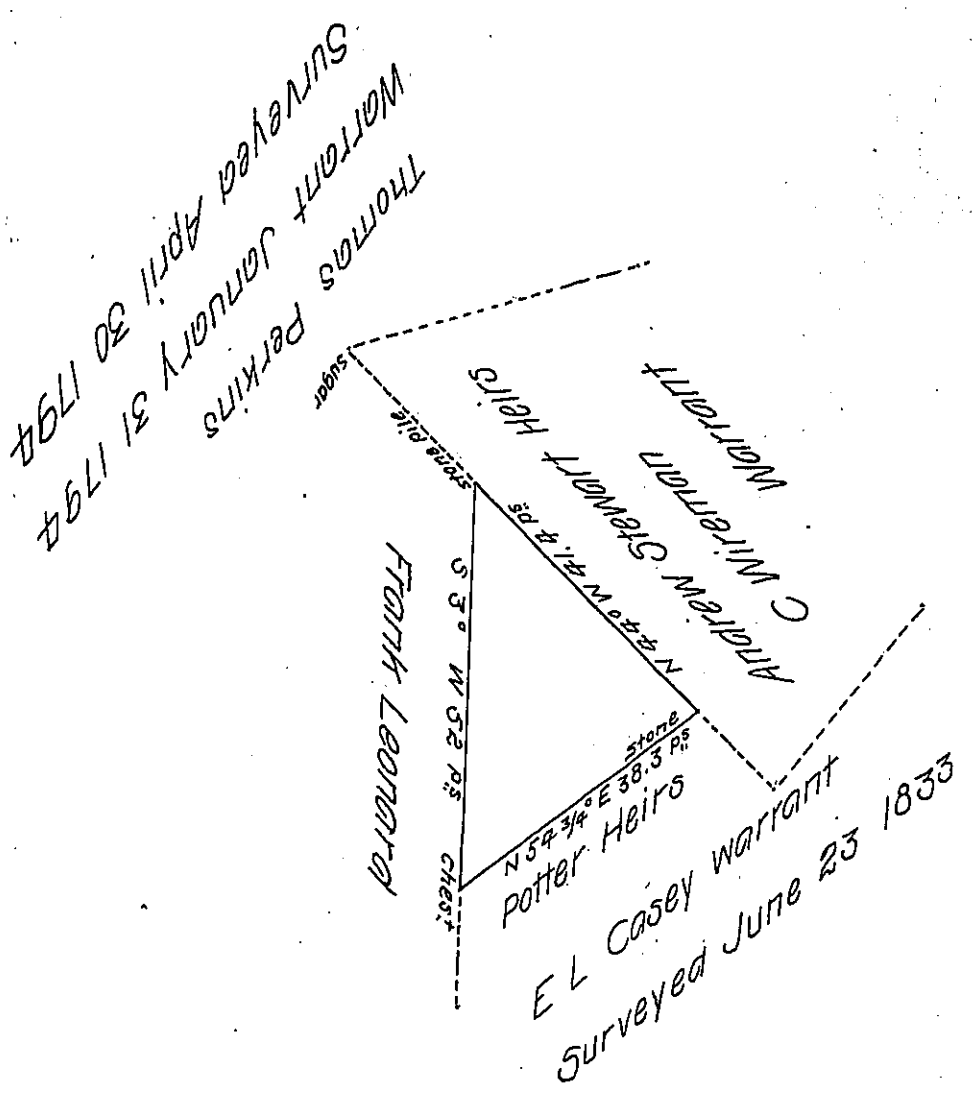 Thomas Perkins
Warrant January 31 1794
Surveyed April 30 1794
sugar
stone pile
Andrew Stewart Heirs
C Wireman
Warrant
N 44° W 41.4 ps
S 3° W 52 ps
Frank Leonard
stone
N 54 3/4° E 38.3 ps
Potter Heirs
Ches.t
E L Casey warrant
Surveyed June 23 1833